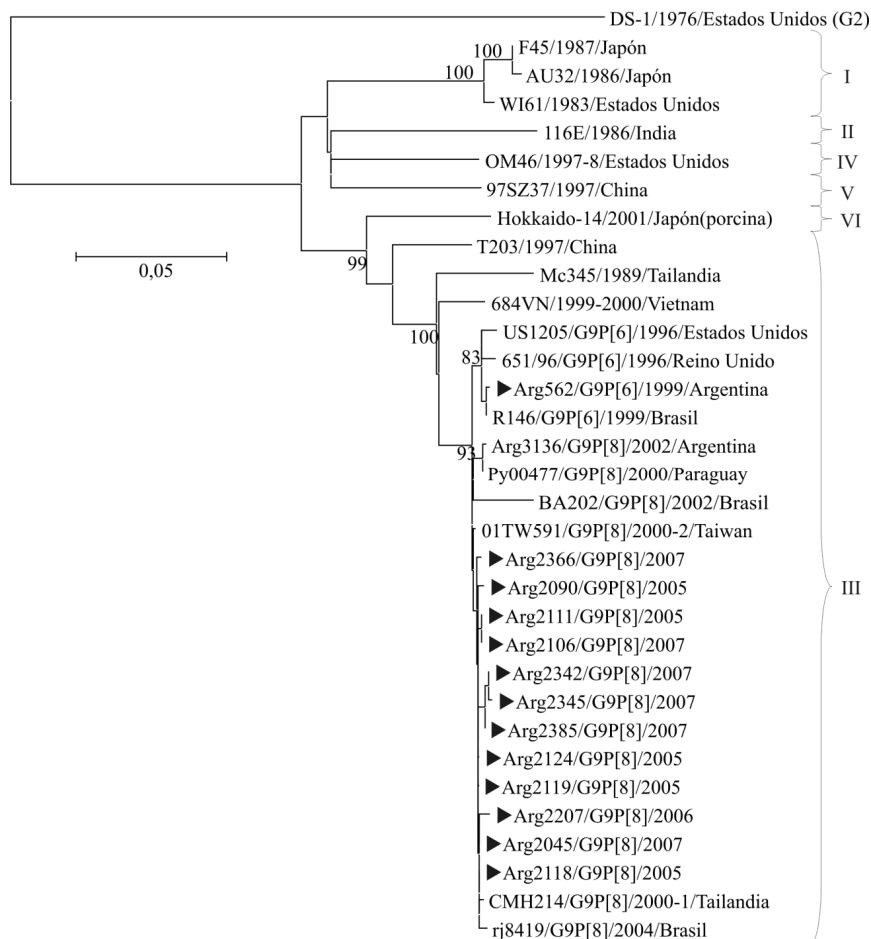 DS-1/1976/Estados Unidos (G2)
100
F45/1987/Japón
100
AU32/1986/Japón
I
WI61/1983/Estados Unidos
116E/1986/India
II
OM46/1997-8/Estados Unidos
IV
97SZ37/1997/China
V
Hokkaido-14/2001/Japón(porcina)
VI
T203/1997/China
99
0,05
Mc345/1989/Tailandia
684VN/1999-2000/Vietnam
100
US1205/G9P[6]/1996/Estados Unidos
83
651/96/G9P[6]/1996/Reino Unido
Arg562/G9P[6]/1999/Argentina
R146/G9P[6]/1999/Brasil
Arg3136/G9P[8]/2002/Argentina
93
Py00477/G9P[8]/2000/Paraguay
BA202/G9P[8]/2002/Brasil
01TW591/G9P[8]/2000-2/Taiwan
Arg2366/G9P[8]/2007
Arg2090/G9P[8]/2005
III
Arg2111/G9P[8]/2005
Arg2106/G9P[8]/2007
Arg2342/G9P[8]/2007
Arg2345/G9P[8]/2007
Arg2385/G9P[8]/2007
Arg2124/G9P[8]/2005
Arg2119/G9P[8]/2005
Arg2207/G9P[8]/2006
Arg2045/G9P[8]/2007
Arg2118/G9P[8]/2005
CMH214/G9P[8]/2000-1/Tailandia
rj8419/G9P[8]/2004/Brasil